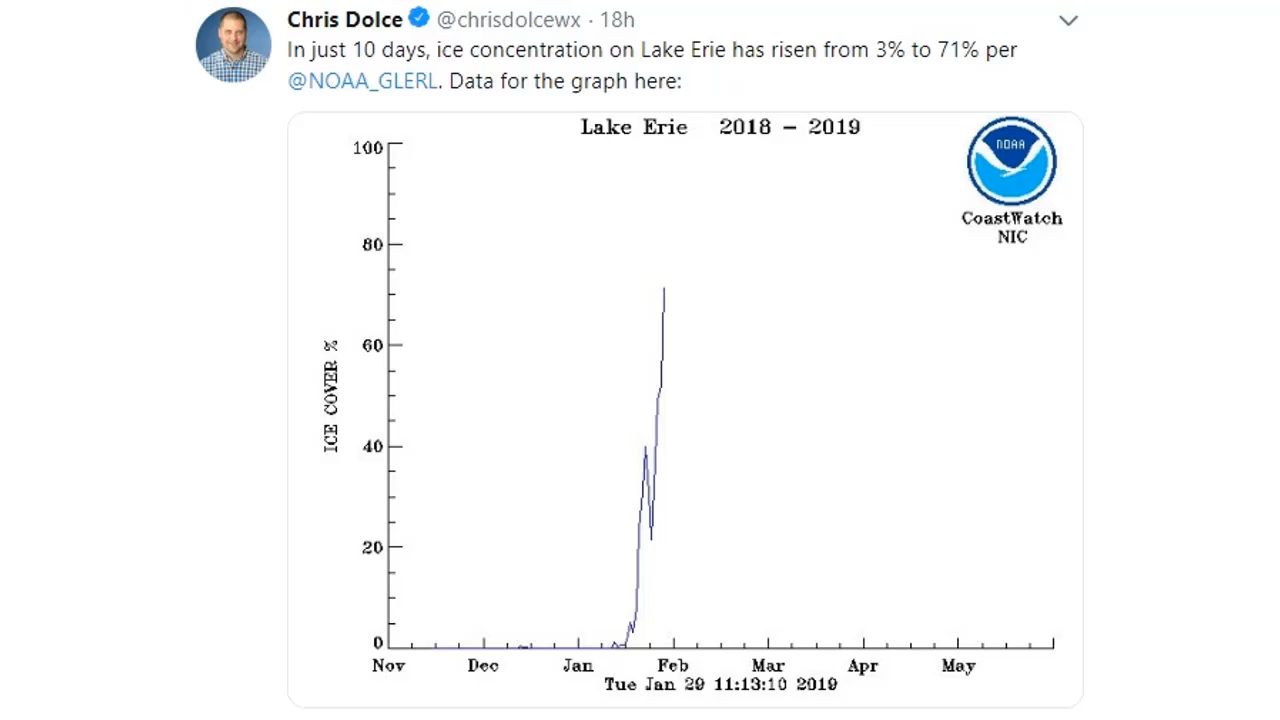 Chris Dolce @chrisdolcewx · 18h
In just 10 days, ice concentration on Lake Erie has risen from 3% to 71% per
@NOAA_GLERL. Data for the graph here:
Lake Erie 2018 - 2019
NOAA
CoastWatch
NIC
100
80
60
40
20
0
ICE COVER %
Nov Dec Jan Feb Mar Apr May
Tue Jan 29 11:13:10 2019